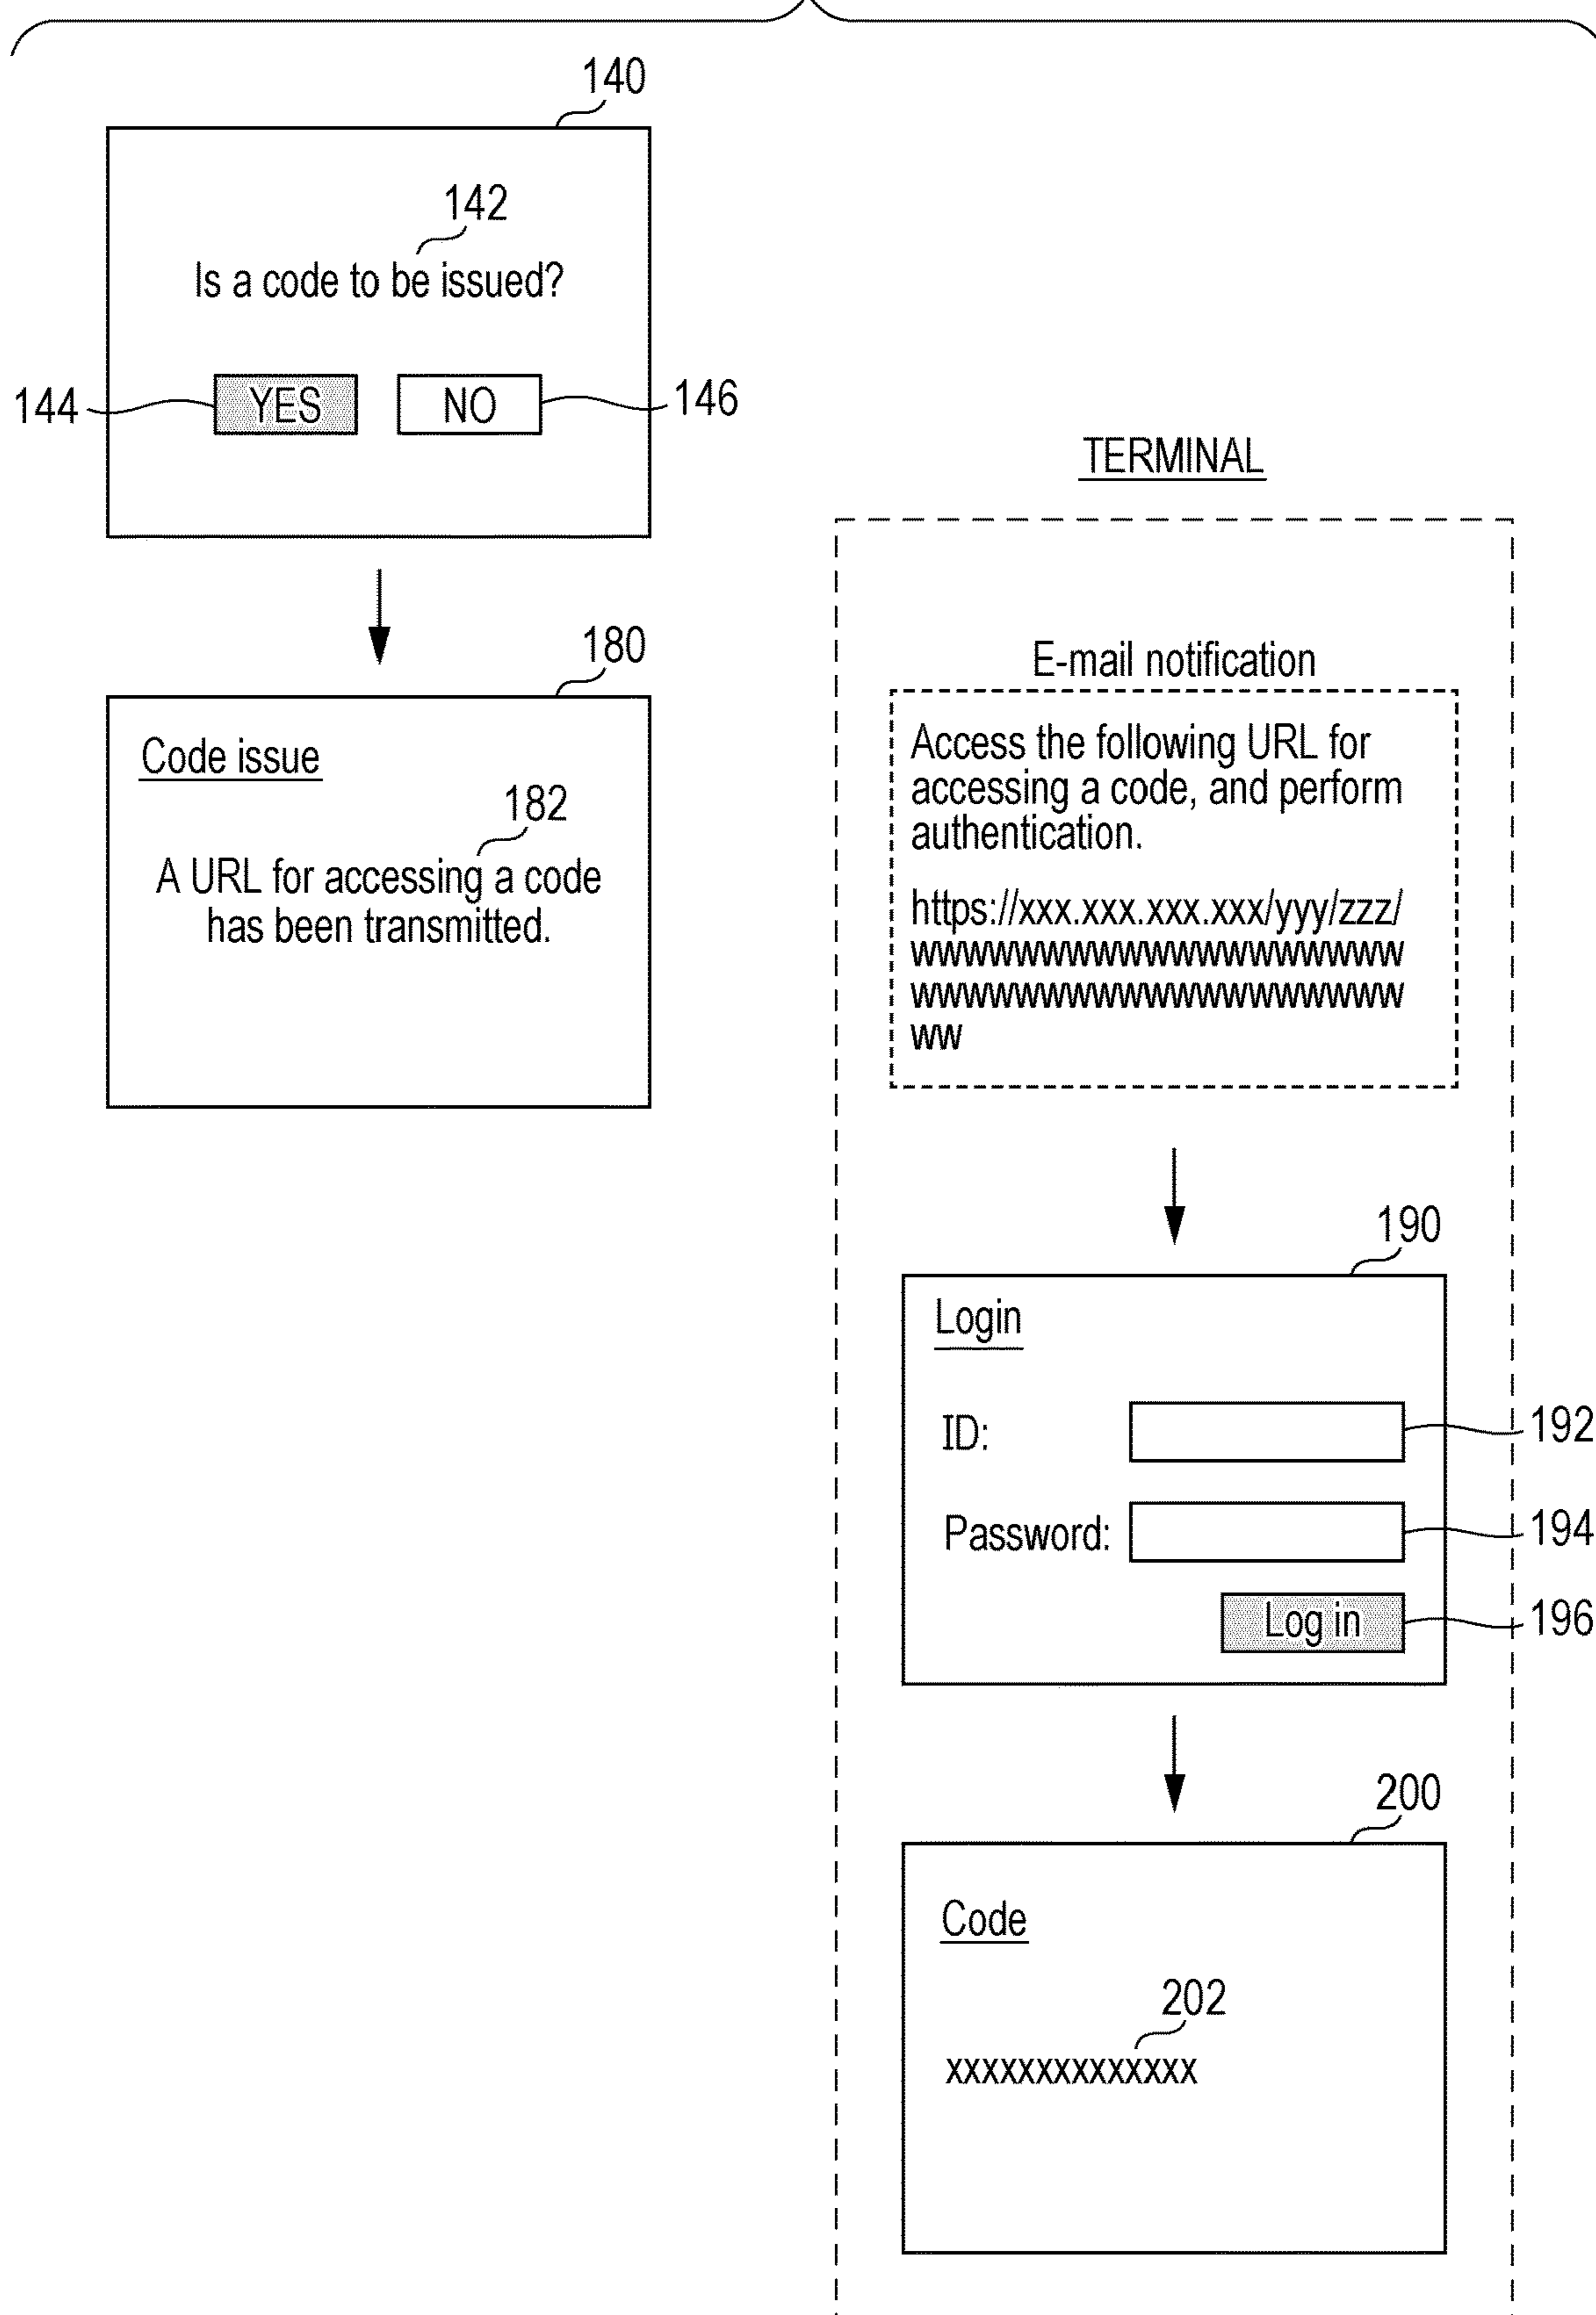 140
142
Is a code to be issued?
144
YES
NO
146
180
Code issue
182
A URL for accessing a code
has been transmitted.
TERMINAL
E-mail notification
Access the following URL for
accessing a code, and perform
authentication.
https://xxx.xxx.xxx.xxx/yyy/zzz/
wwwwwwwwwwwwwwwwwww
wwwwwwwwwwwwwwwwwww
ww
190
Login
ID:
192
Password:
194
Log in
196
200
Code
202
xxxxxxxxxxxxxx